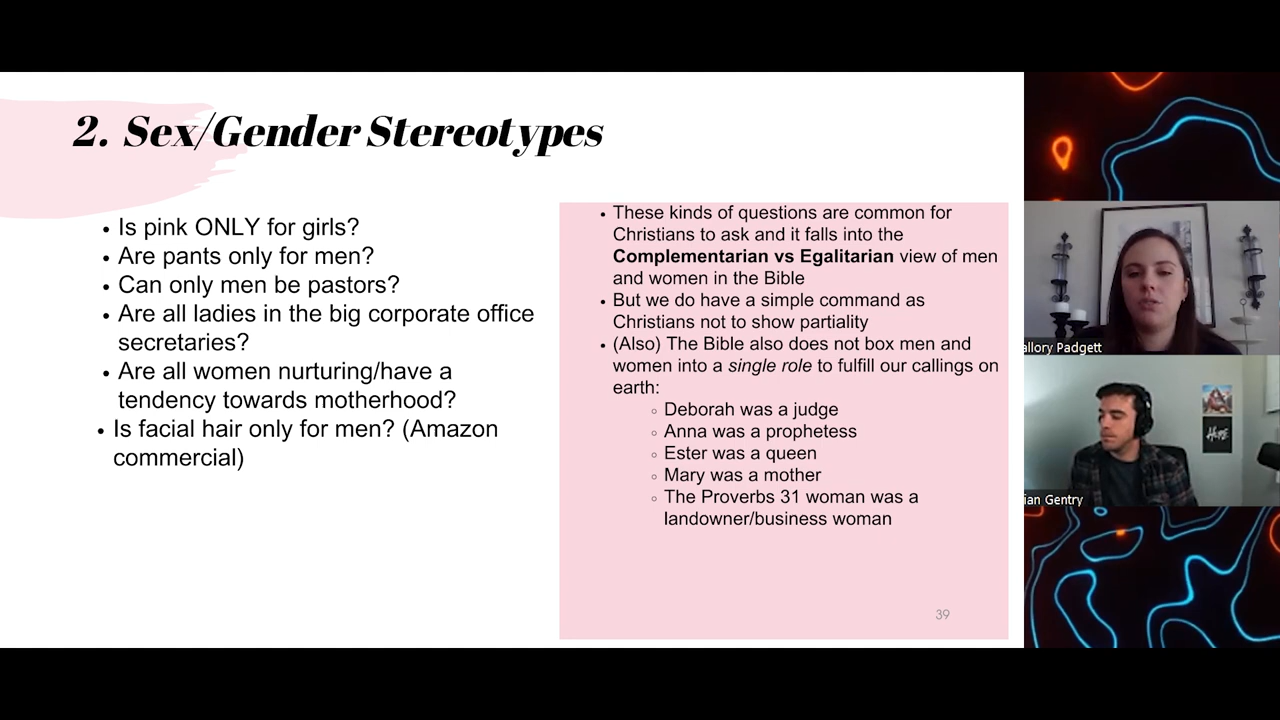 2. Sex/Gender Stereotypes
Is pink ONLY for girls?
Are pants only for men?
Can only men be pastors?
Are all ladies in the big corporate office
secretaries?
Are all women nurturing/have a
tendency towards motherhood?
Is facial hair only for men? (Amazon
commercial)
These kinds of questions are common for
Christians to ask and it falls into the
Complementarian vs Egalitarian view of men
and women in the Bible
But we do have a simple command as
Christians not to show partiality
(Also) The Bible also does not box men and
women into a single role to fulfill our callings on
earth:
Deborah was a judge
Anna was a prophetess
Ester was a queen
Mary was a mother
The Proverbs 31 woman was a
landowner/business woman
39
allory Padgett
ian Gentry